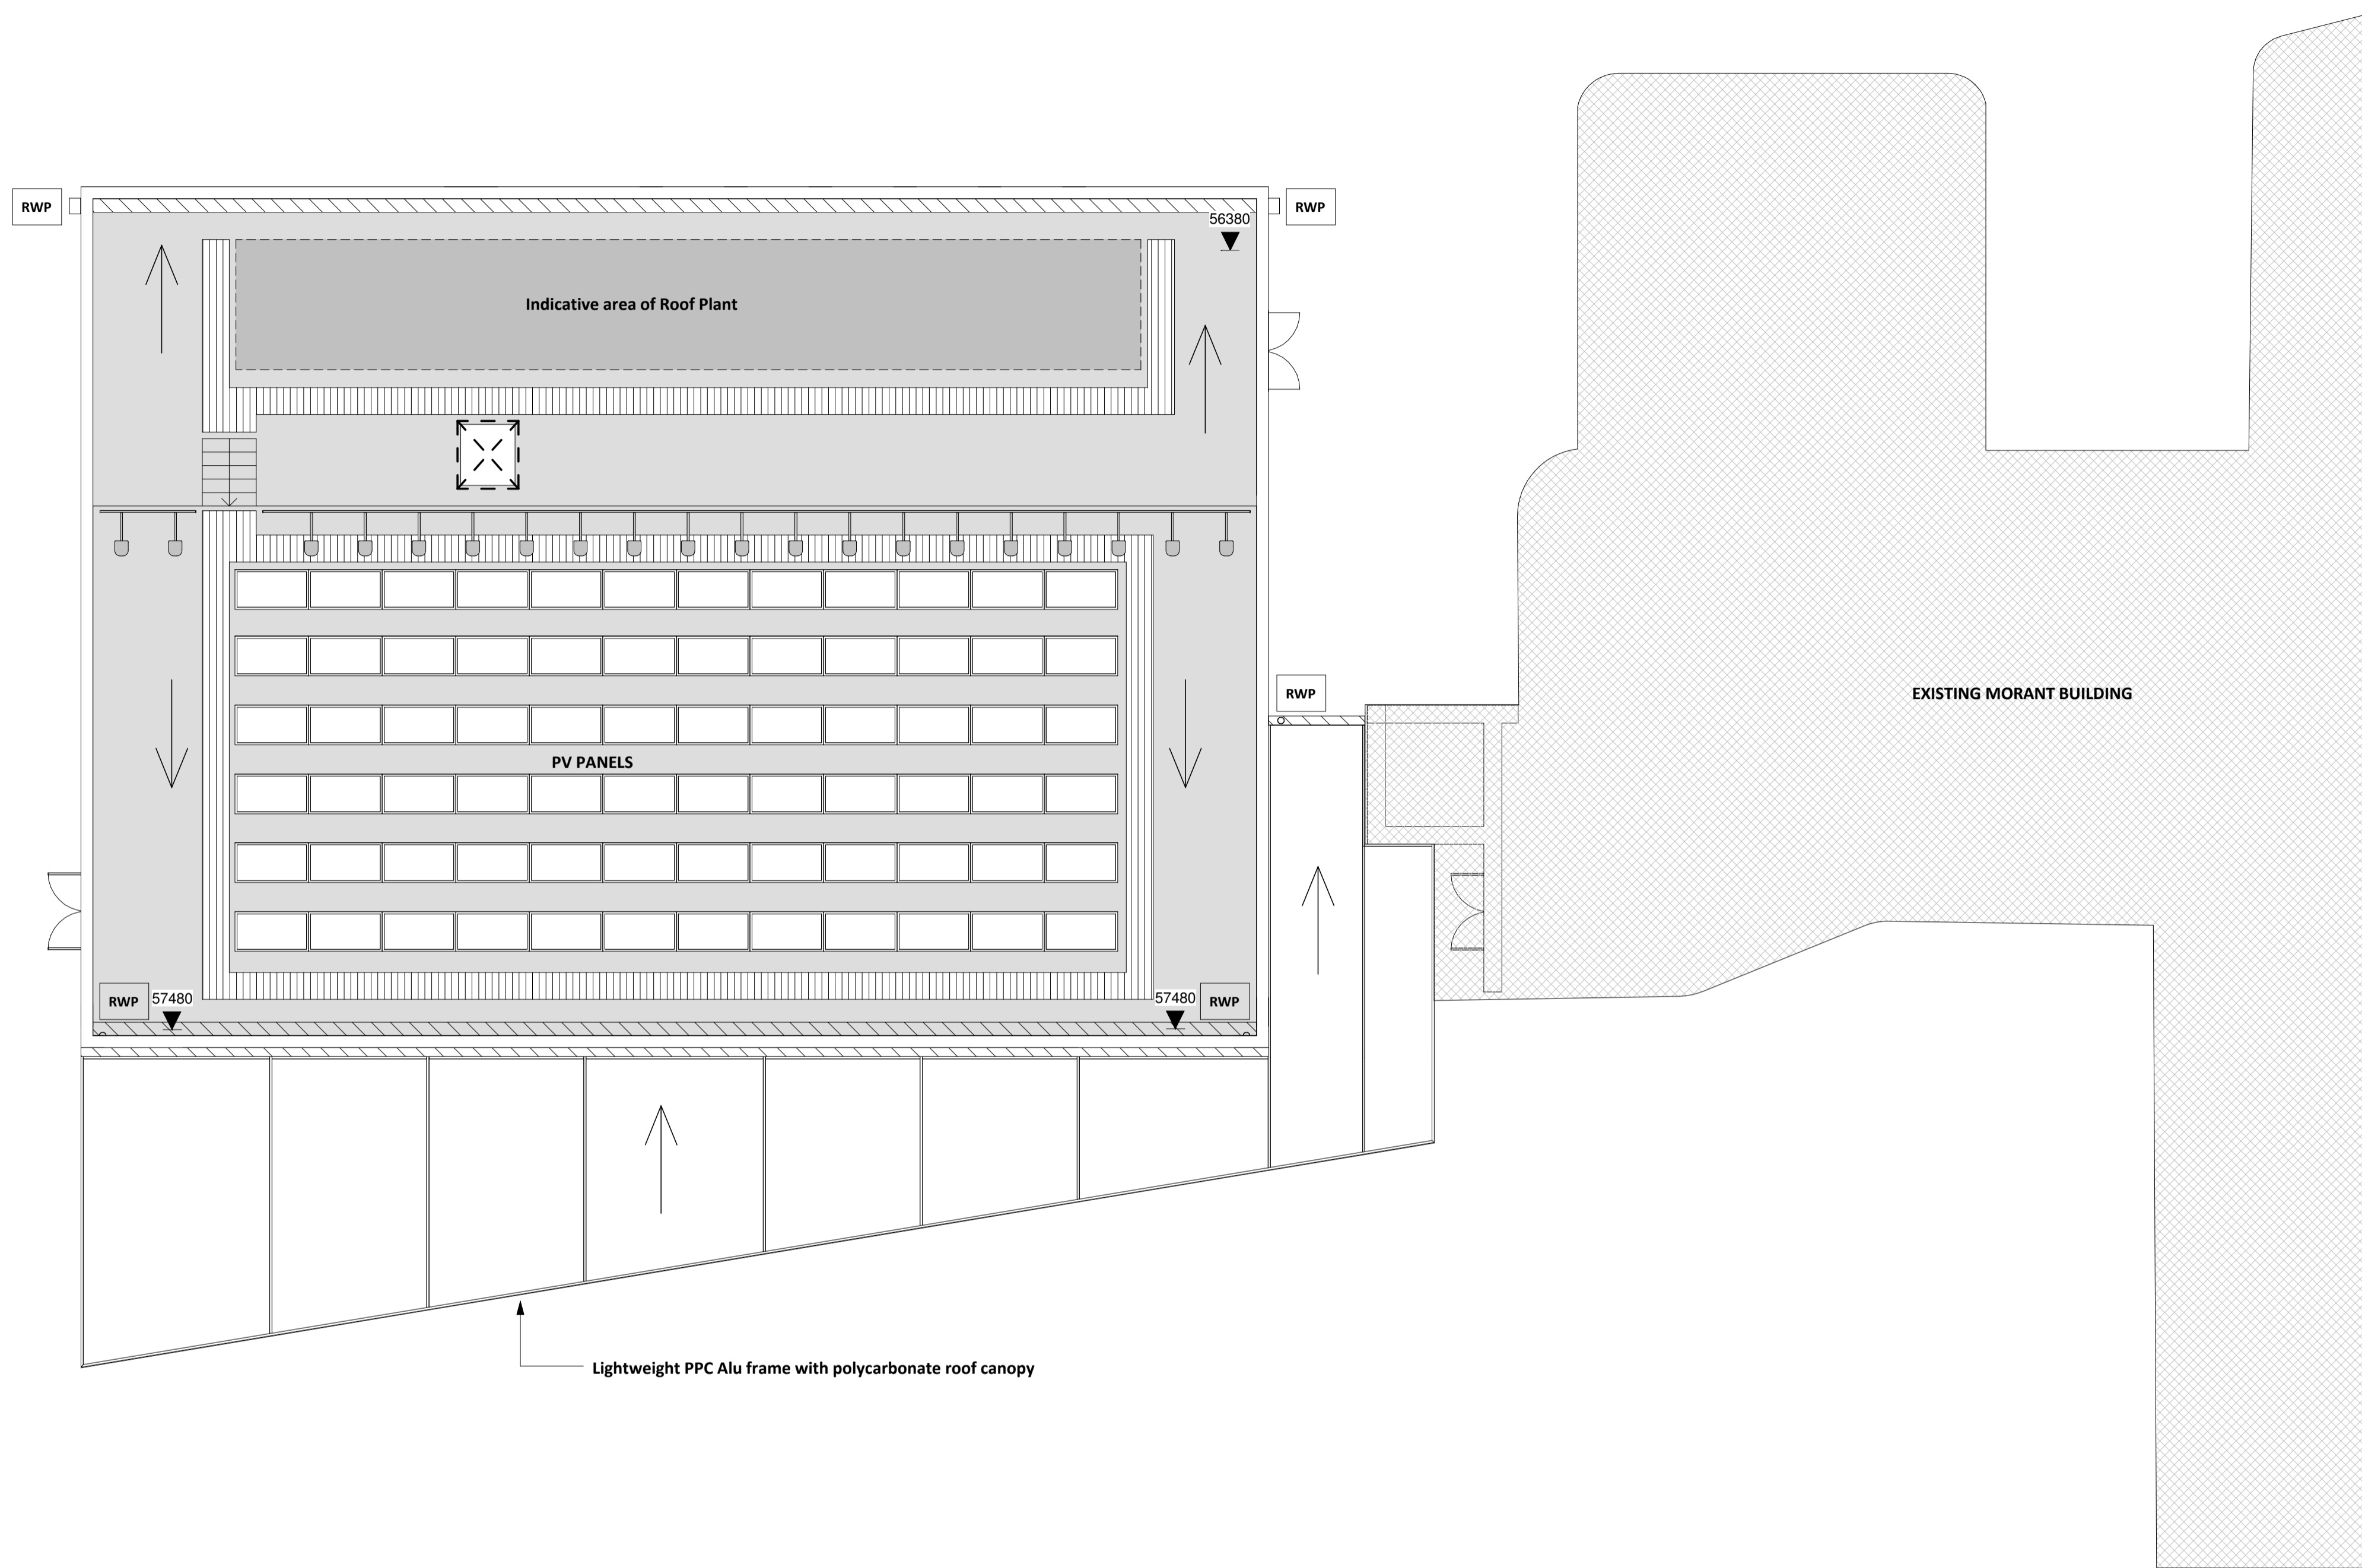 RWP
RWP
56380
Indicative area of Roof Plant
RWP
EXISTING MORANT BUILDING
PV PANELS
RWP
57480
57480
RWP
Lightweight PPC Alu frame with polycarbonate roof canopy